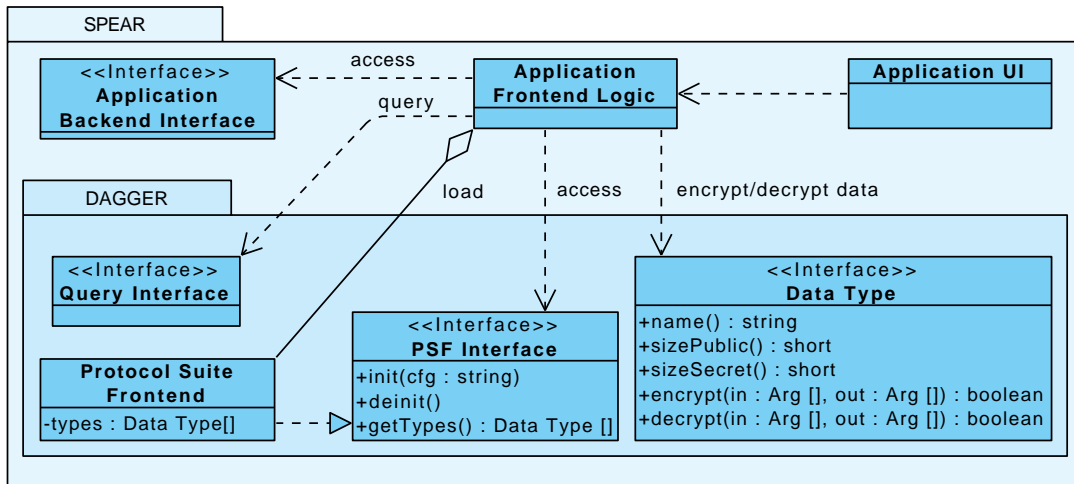 SPEAR
<<Interface>>
Application
Backend Interface
access
query
Application
Frontend Logic
Application UI
load
access
encrypt/decrypt data
DAGGER
<<Interface>>
Query Interface
<<Interface>>
Data Type
+name() : string
+sizePublic() : short
+sizeSecret() : short
+encrypt(in : Arg [], out : Arg []) : boolean
+decrypt(in : Arg [], out : Arg []) : boolean
<<Interface>>
PSF Interface
+init(cfg : string)
+deinit()
+getTypes() : Data Type []
Protocol Suite
Frontend
-types : Data Type[]